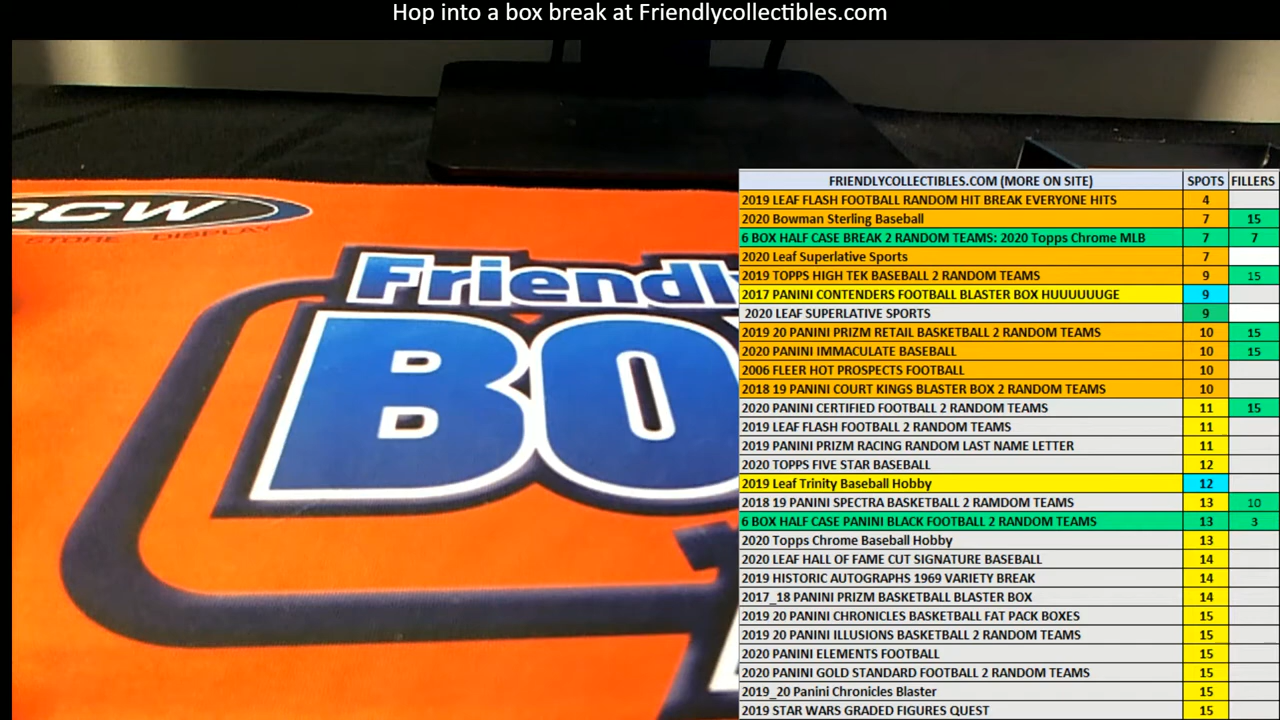 Hop into a box break at Friendlycollectibles.com
BCW
STORE DISPLAY
Friendly
BO
FRIENDLYCOLLECTIBLES.COM (MORE ON SITE) SPOTS FILLERS
2019 LEAF FLASH FOOTBALL RANDOM HIT BREAK EVERYONE HITS 4
2020 Bowman Sterling Baseball 7 15
6 BOX HALF CASE BREAK 2 RANDOM TEAMS: 2020 Topps Chrome MLB 7 7
2020 Leaf Superlative Sports 7
2019 TOPPS HIGH TEK BASEBALL 2 RANDOM TEAMS 9 15
2017 PANINI CONTENDERS FOOTBALL BLASTER BOX HUUUUUUGE 9
2020 LEAF SUPERLATIVE SPORTS 9
2019 20 PANINI PRIZM RETAIL BASKETBALL 2 RANDOM TEAMS 10 15
2020 PANINI IMMACULATE BASEBALL 10 15
2006 FLEER HOT PROSPECTS FOOTBALL 10
2018 19 PANINI COURT KINGS BLASTER BOX 2 RANDOM TEAMS 10
2020 PANINI CERTIFIED FOOTBALL 2 RANDOM TEAMS 11 15
2019 LEAF FLASH FOOTBALL 2 RANDOM TEAMS 11
2019 PANINI PRIZM RACING RANDOM LAST NAME LETTER 11
2020 TOPPS FIVE STAR BASEBALL 12
2019 Leaf Trinity Baseball Hobby 12
2018 19 PANINI SPECTRA BASKETBALL 2 RAMDOM TEAMS 13 10
6 BOX HALF CASE PANINI BLACK FOOTBALL 2 RANDOM TEAMS 13 3
2020 Topps Chrome Baseball Hobby 13
2020 LEAF HALL OF FAME CUT SIGNATURE BASEBALL 14
2019 HISTORIC AUTOGRAPHS 1969 VARIETY BREAK 14
2017_18 PANINI PRIZM BASKETBALL BLASTER BOX 14
2019 20 PANINI CHRONICLES BASKETBALL FAT PACK BOXES 15
2019 20 PANINI ILLUSIONS BASKETBALL 2 RANDOM TEAMS 15
2020 PANINI ELEMENTS FOOTBALL 15
2020 PANINI GOLD STANDARD FOOTBALL 2 RANDOM TEAMS 15
2019_20 Panini Chronicles Blaster 15
2019 STAR WARS GRADED FIGURES QUEST 15